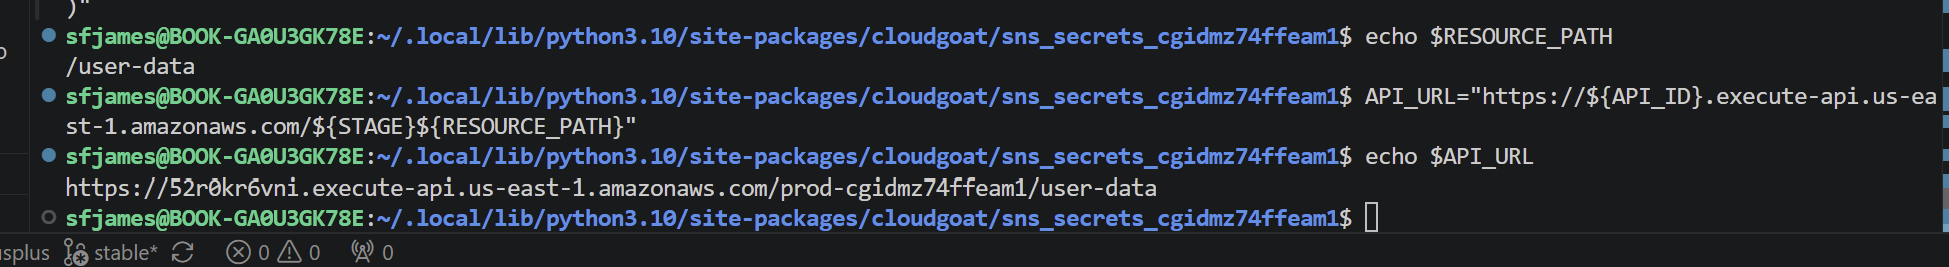 )"
sfjames@BOOK-GA0U3GK78E:~/.local/lib/python3.10/site-packages/cloudgoat/sns_secrets_cgidmz74ffeam1$ echo $RESOURCE_PATH
/user-data
sfjames@BOOK-GA0U3GK78E:~/.local/lib/python3.10/site-packages/cloudgoat/sns_secrets_cgidmz74ffeam1$ API_URL="https://${API_ID}.execute-api.us-ea
st-1.amazonaws.com/${STAGE}${RESOURCE_PATH}"
sfjames@BOOK-GA0U3GK78E:~/.local/lib/python3.10/site-packages/cloudgoat/sns_secrets_cgidmz74ffeam1$ echo $API_URL
https://52r0kr6vni.execute-api.us-east-1.amazonaws.com/prod-cgidmz74ffeam1/user-data
sfjames@BOOK-GA0U3GK78E:~/.local/lib/python3.10/site-packages/cloudgoat/sns_secrets_cgidmz74ffeam1$
usplus stable* 0 0 0